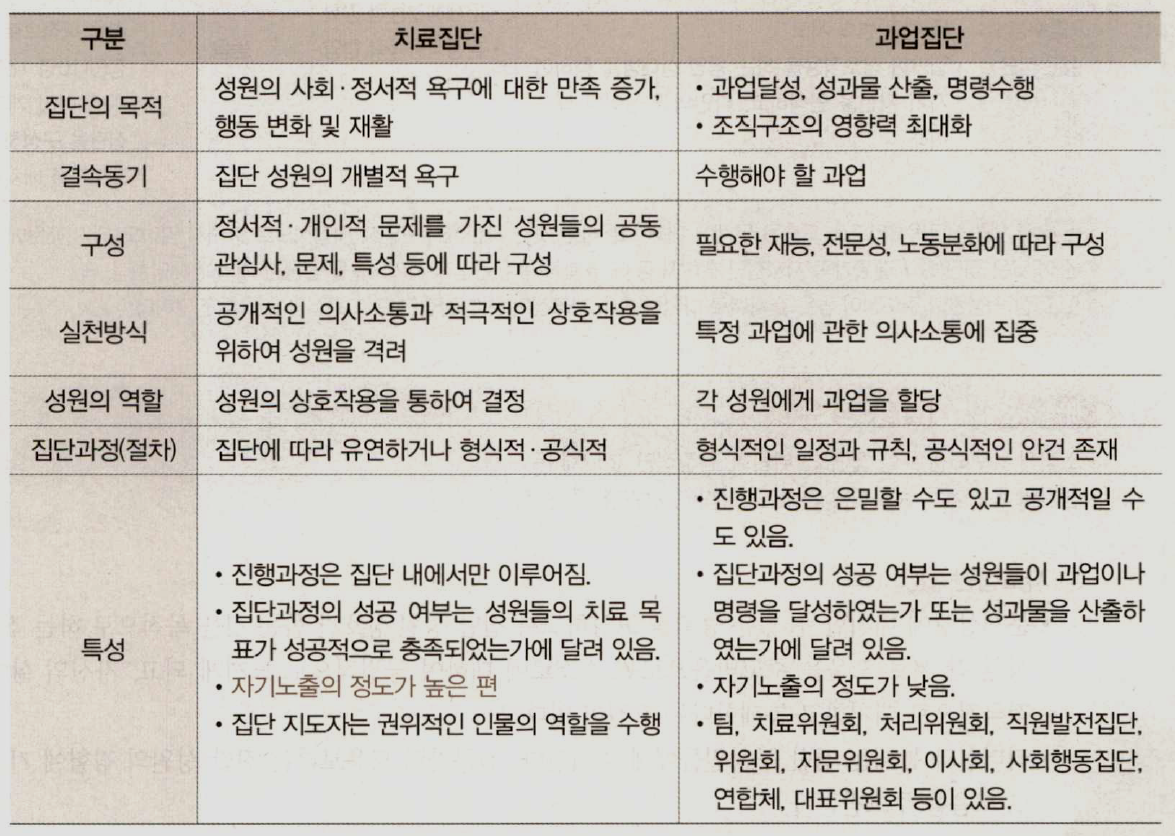 구분 치료집단 과업집단
집단의 목적
성원의 사회·정서적 욕구에 대한 만족 증가,
행동 변화 및 재활
• 과업달성, 성과물 산출, 명령수행
• 조직구조의 영향력 최대화
결속동기 집단 성원의 개별적 욕구 수행해야 할 과업
구성
정서적·개인적 문제를 가진 성원들의 공동
관심사, 문제, 특성 등에 따라 구성
필요한 재능, 전문성, 노동분화에 따라 구성
실천방식
공개적인 의사소통과 적극적인 상호작용을
위하여 성원을 격려
특정 과업에 관한 의사소통에 집중
성원의 역할 성원의 상호작용을 통하여 결정 각 성원에게 과업을 할당
집단과정(절차) 집단에 따라 유연하거나 형식적·공식적 형식적인 일정과 규칙, 공식적인 안건 존재
특성
• 진행과정은 집단 내에서만 이루어짐.
• 집단과정의 성공 여부는 성원들의 치료 목
표가 성공적으로 충족되었는가에 달려 있음.
• 자기노출의 정도가 높은 편
• 집단 지도자는 권위적인 인물의 역할을 수행
• 진행과정은 은밀할 수도 있고 공개적일 수
도 있음.
• 집단과정의 성공 여부는 성원들이 과업이나
명령을 달성하였는가 또는 성과물을 산출하
였는가에 달려 있음.
• 자기노출의 정도가 낮음.
• 팀, 치료위원회, 처리위원회, 직원발전집단,
위원회, 자문위원회, 이사회, 사회행동집단,
연합체, 대표위원회 등이 있음.